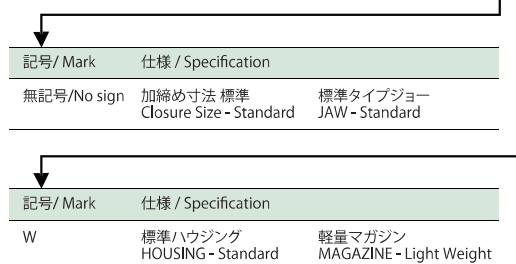 記号/ Mark 仕様 / Specification
無記号/No sign 加締め寸法 標準 標準タイプジョー
Closure Size - Standard JAW - Standard
記号/ Mark 仕様 / Specification
W 標準ハウジング 軽量マガジン
HOUSING - Standard MAGAZINE - Light Weight